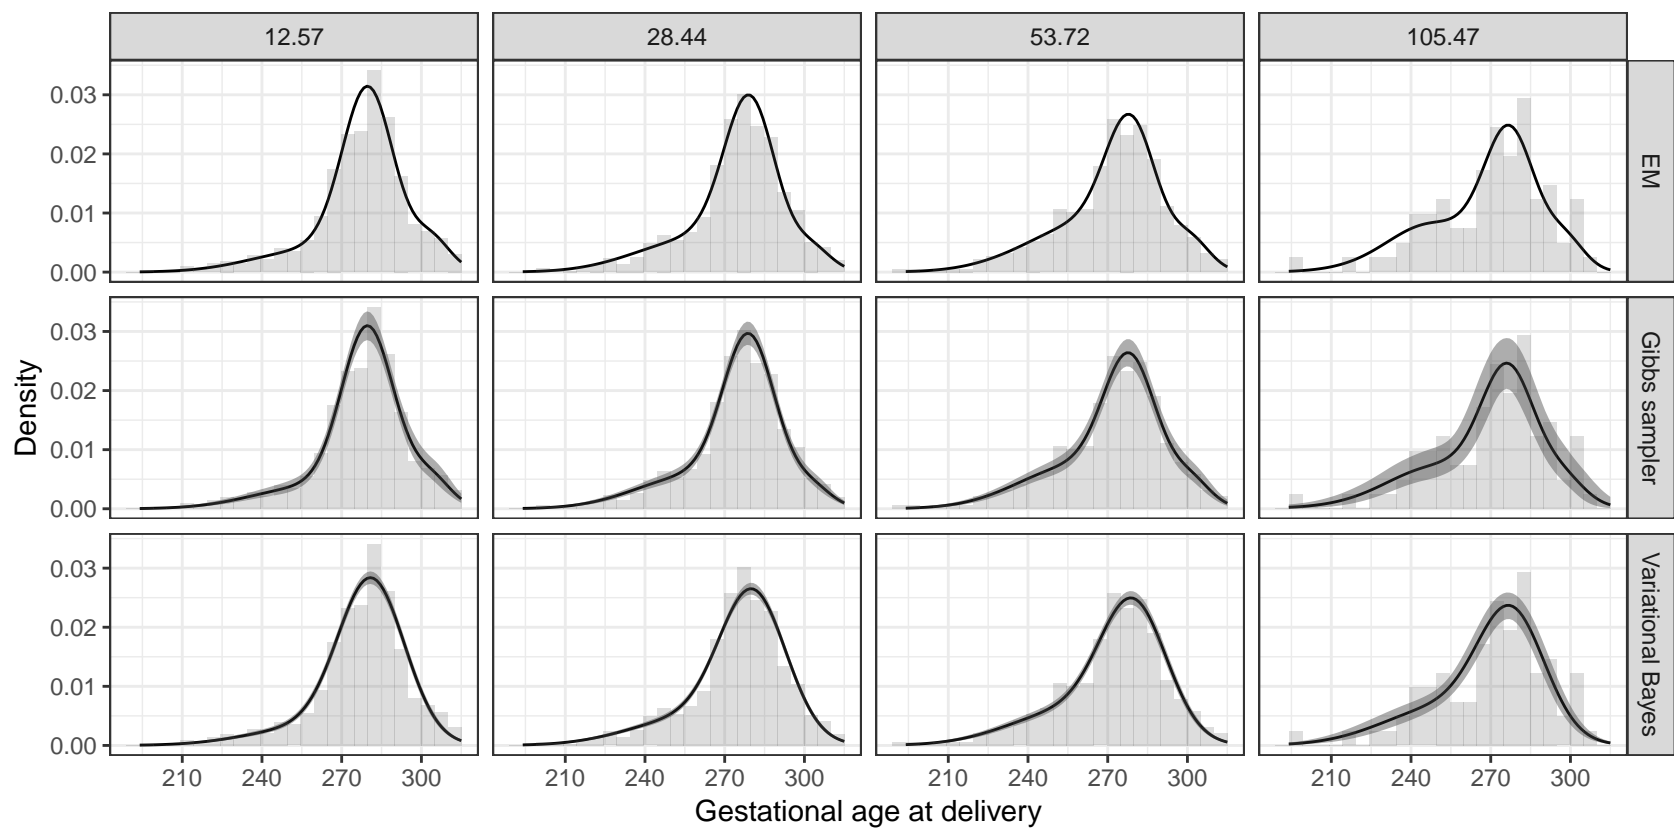 12.57 28.44 53.72 105.47
0.03
0.02
0.01
0.00
EM
0.03
0.02
0.01
0.00
Gibbs sampler
0.03
0.02
0.01
0.00
Variational Bayes
Density
210 240 270 300 210 240 270 300 210 240 270 300 210 240 270 300
Gestational age at delivery